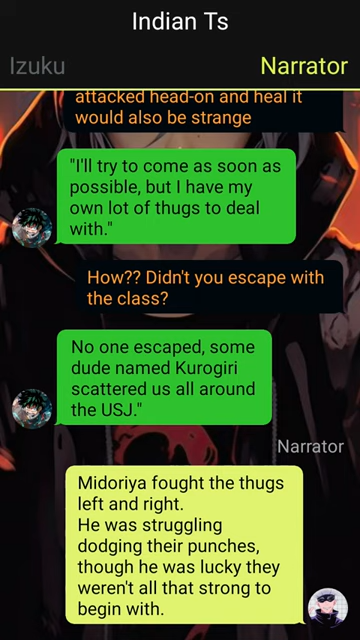 Indian Ts
Izuku
Narrator
attacked head-on and heal it
would also be strange
"I'll try to come as soon as
possible, but I have my
own lot of thugs to deal
with."
How?? Didn't you escape with
the class?
No one escaped, some
dude named Kurogiri
scattered us all around
the USJ."
Narrator
Midoriya fought the thugs
left and right.
He was struggling
dodging their punches,
though he was lucky they
weren't all that strong to
begin with.